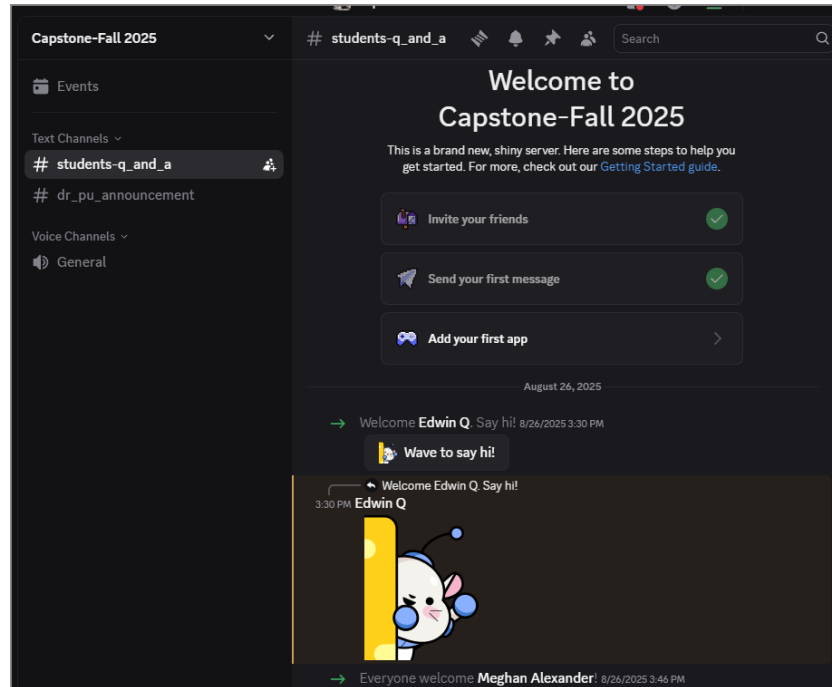 Capstone-Fall 2025
Events
Text Channels
# students-q_and_a
# dr_pu_announcement
Voice Channels
General
# students-q_and_a
Search
Welcome to
Capstone-Fall 2025
This is a brand new, shiny server. Here are some steps to help you
get started. For more, check out our Getting Started guide.
Invite your friends
Send your first message
Add your first app
August 26, 2025
Welcome Edwin Q. Say hi! 8/26/2025 3:30 PM
Wave to say hi!
Welcome Edwin Q. Say hi!
3:30 PM Edwin Q
Everyone welcome Meghan Alexander! 8/26/2025 3:46 PM